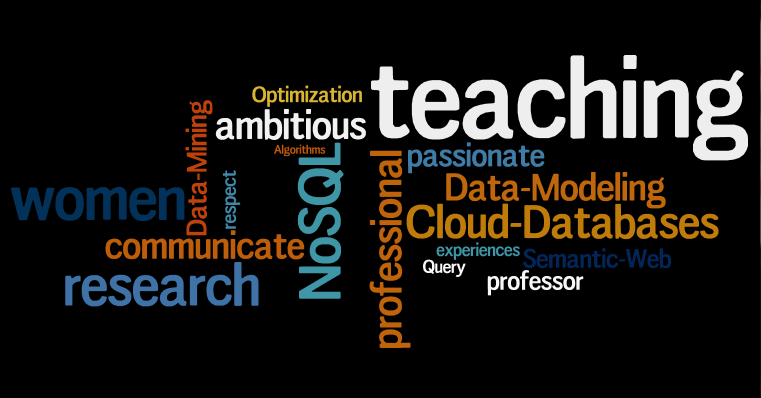 teaching
Optimization
ambitious
Data-Mining
Algorithms
passionate
.respect
NoSQL
professional
Data-Modeling
women
Cloud-Databases
communicate
experiences
Semantic-Web
Query
research
professor